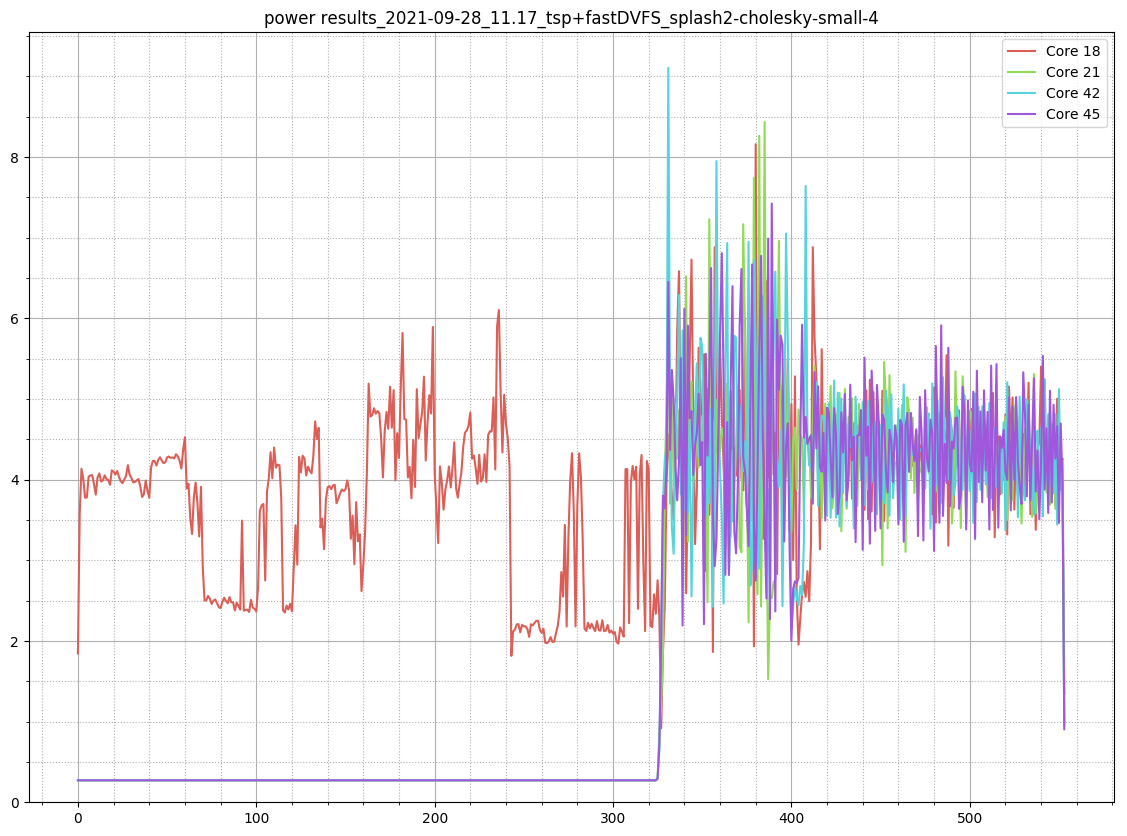 power results_2021-09-28_11.17_tsp+fastDVFS_splash2-cholesky-small-4
Core 18
Core 21
Core 42
Core 45
8
6
4
2
0
0 100 200 300 400 500